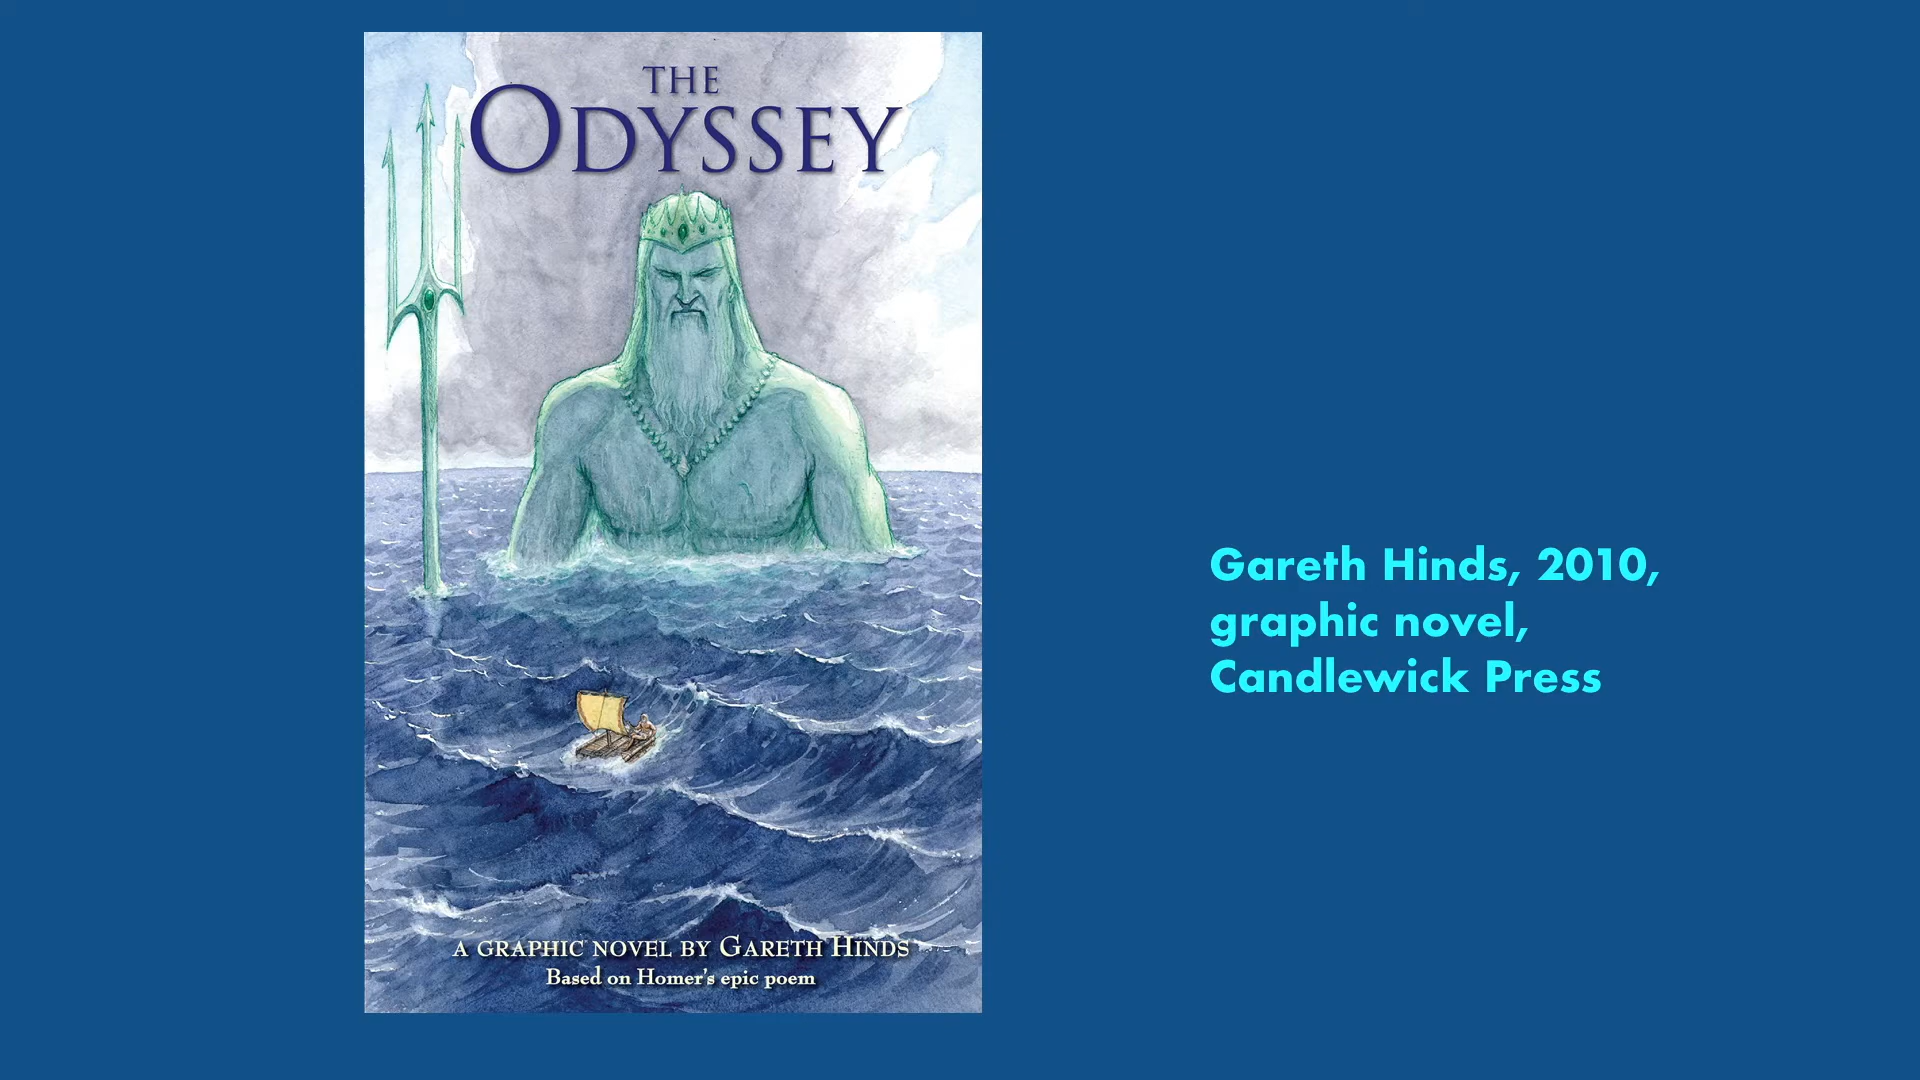 THE
ODYSSEY
A GRAPHIC NOVEL BY GARETH HINDS
Based on Homer's epic poem
Gareth Hinds, 2010,
graphic novel,
Candlewick Press